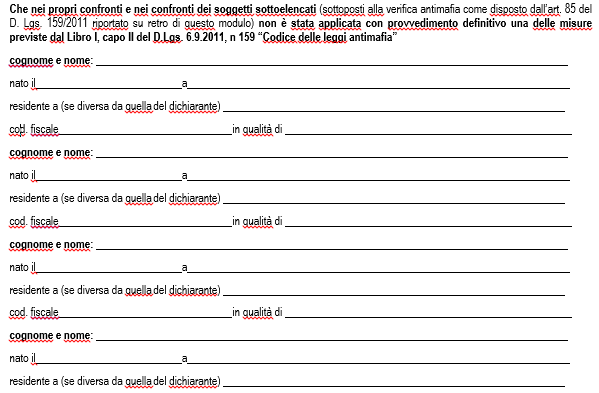 Che nei propri confronti e nei confronti dei soggetti sottoelencati (sottoposti alla verifica antimafia come disposto dall'art. 85 del
D. Lgs. 159/2011 riportato su retro di questo modulo) non è stata applicata con provvedimento definitivo una delle misure
previste dal Libro I, capo II del D.Lgs. 6.9.2011, n 159 "Codice delle leggi antimafia"
cognome e nome:
nato il a
residente a (se diversa da quella del dichiarante)
cod. fiscale in qualità di
cognome e nome:
nato il a
residente a (se diversa da quella del dichiarante)
cod. fiscale in qualità di
cognome e nome:
nato il a
residente a (se diversa da quella del dichiarante)
cod. fiscale in qualità di
cognome e nome:
nato il a
residente a (se diversa da quella del dichiarante)